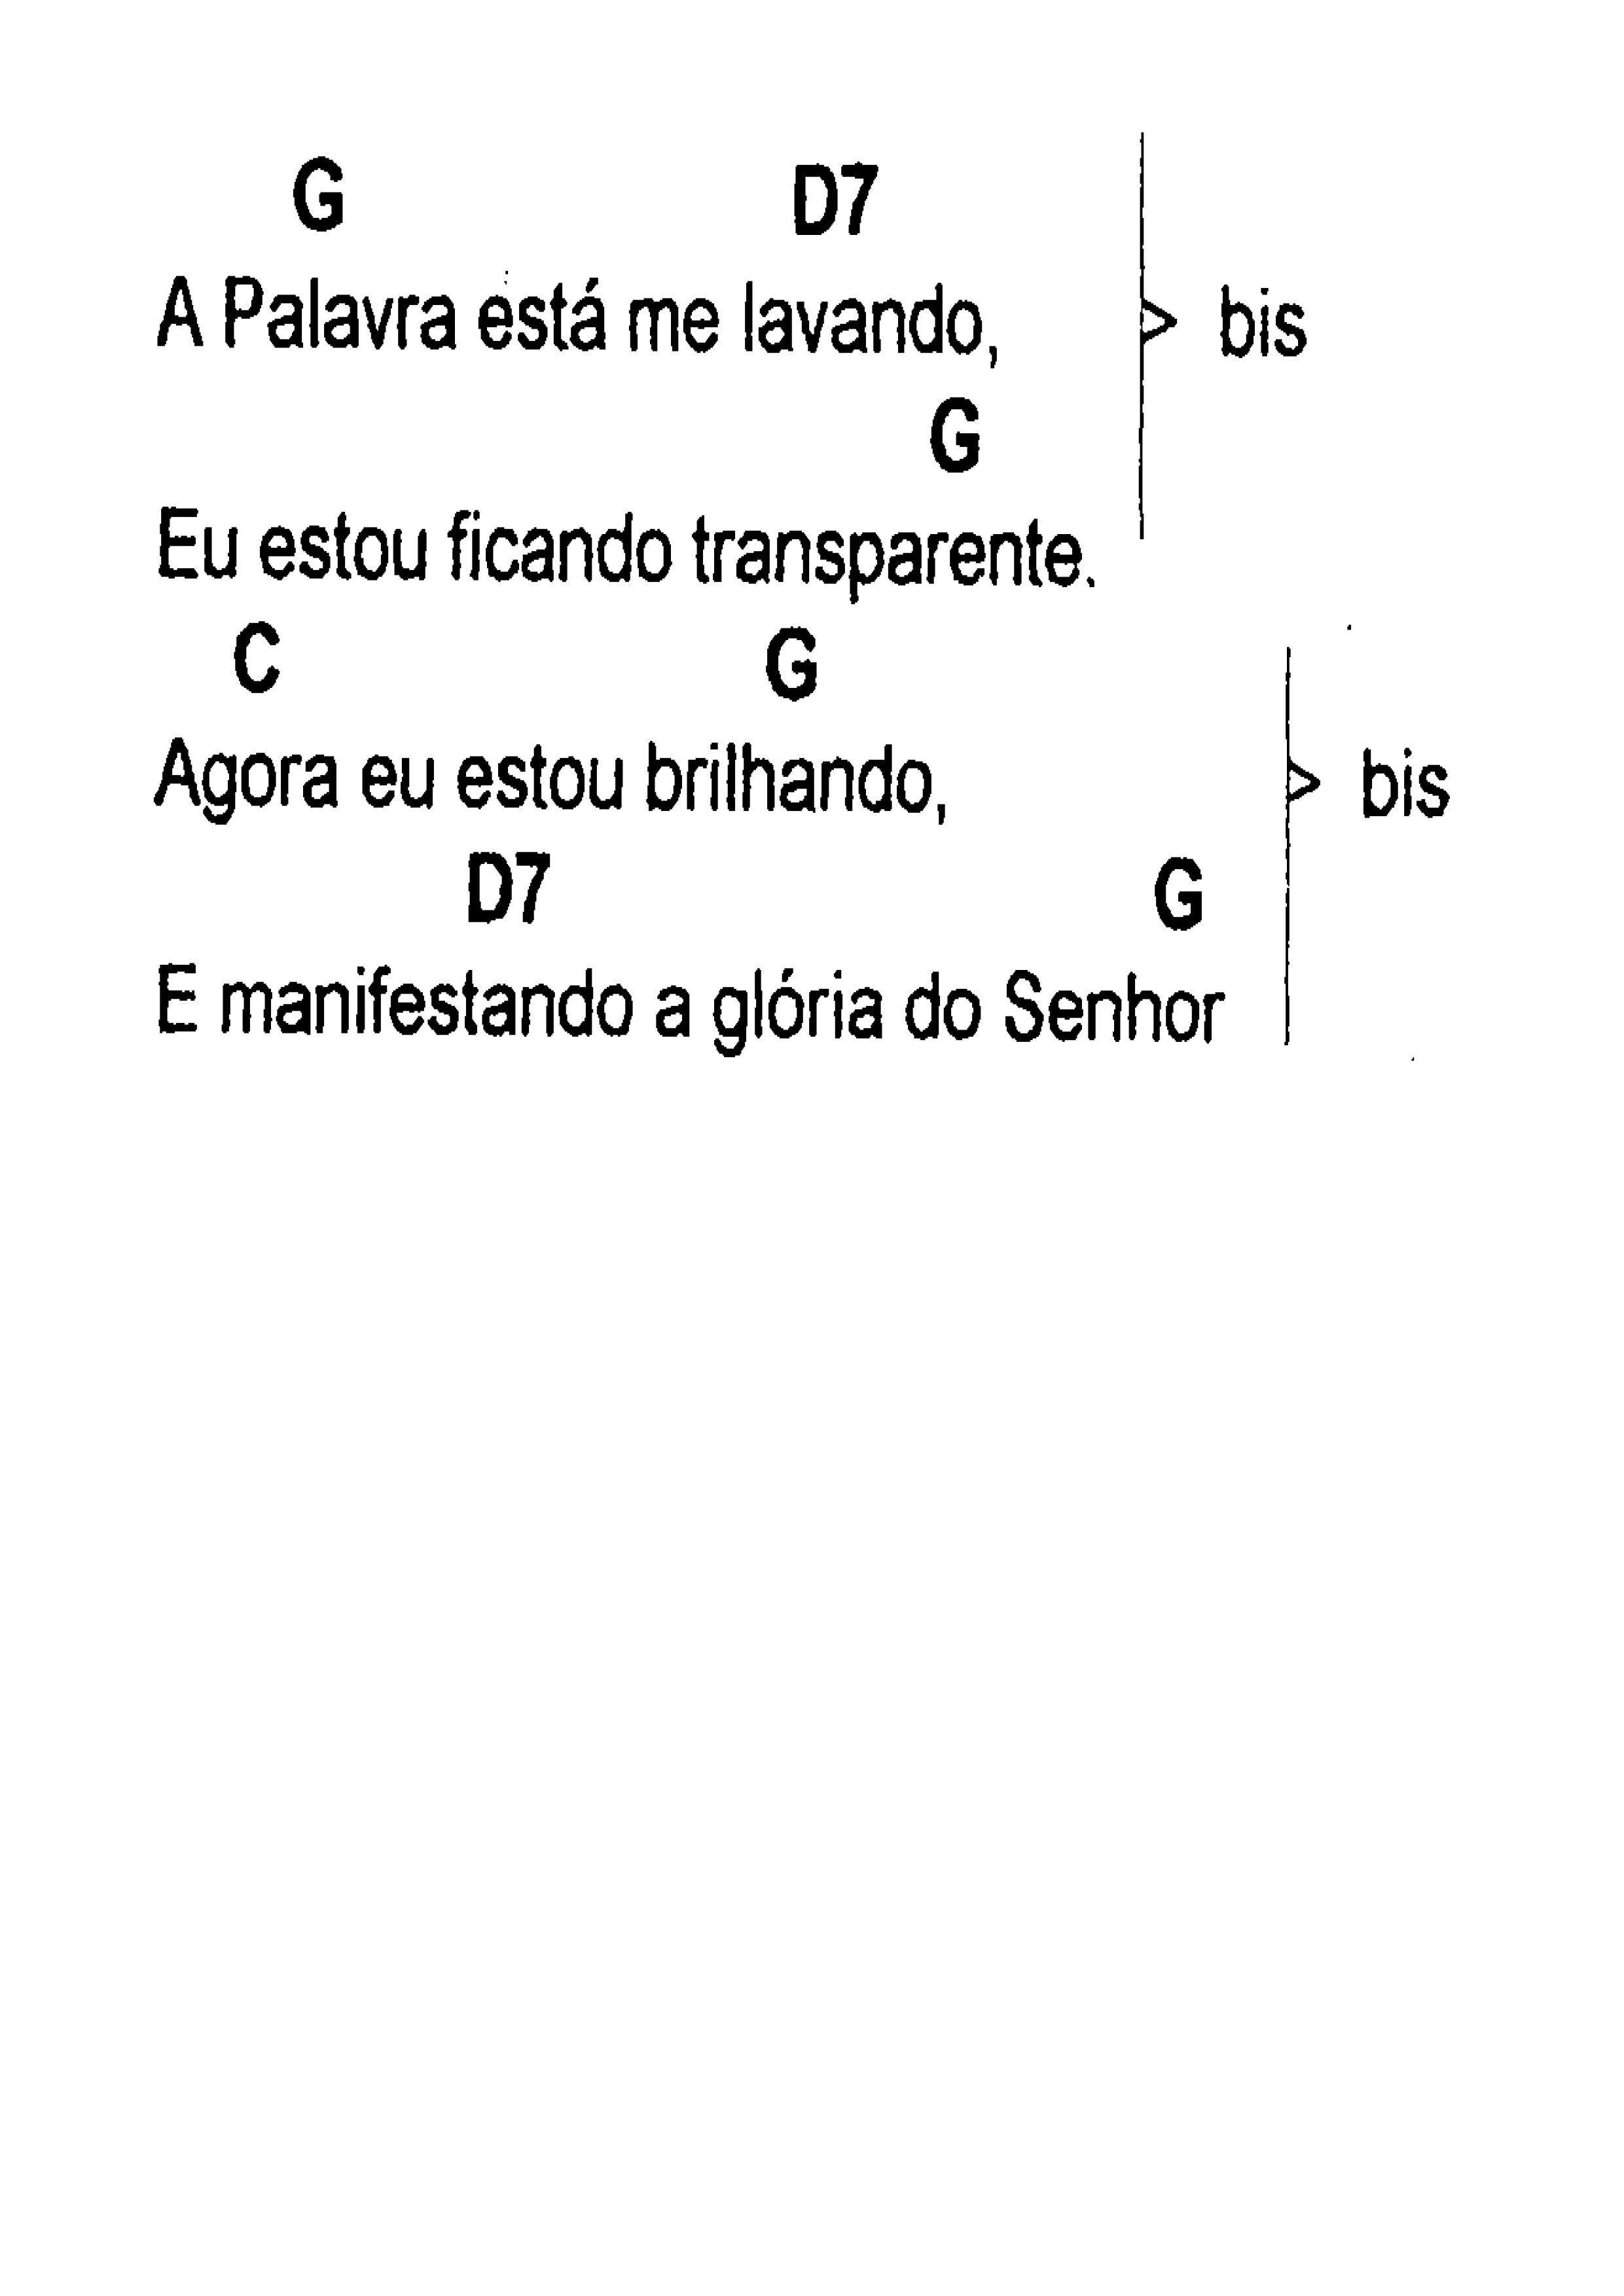 G D7
A Palavra está me lavando, > bis
G
Eu estou ficando transparente.
C G
Agora eu estou brilhando, > bis
D7 G
E manifestando a glória do Senhor